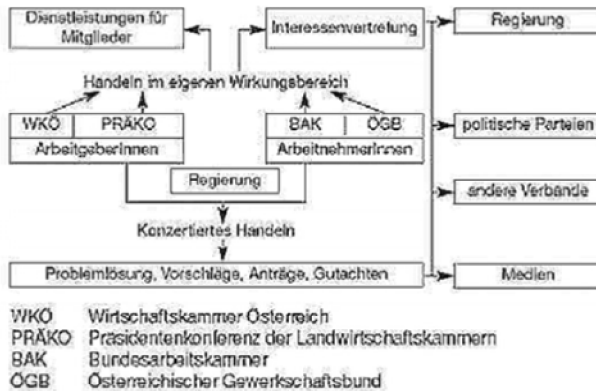 Dienstleistungen für Mitglieder
Interessenvertretung
Regierung
Handeln im eigenen Wirkungsbereich
WKÖ PRÄKO BAK ÖGB
ArbeitgeberInnen ArbeitnehmerInnen
politische Parteien
Regierung
andere Verbände
Konzertiertes Handeln
Problemlösung, Vorschläge, Anträge, Gutachten
Medien
WKÖ Wirtschaftskammer Österreich
PRÄKO Präsidentenkonferenz der Landwirtschaftskammern
BAK Bundesarbeitskammer
ÖGB Österreichischer Gewerkschaftsbund